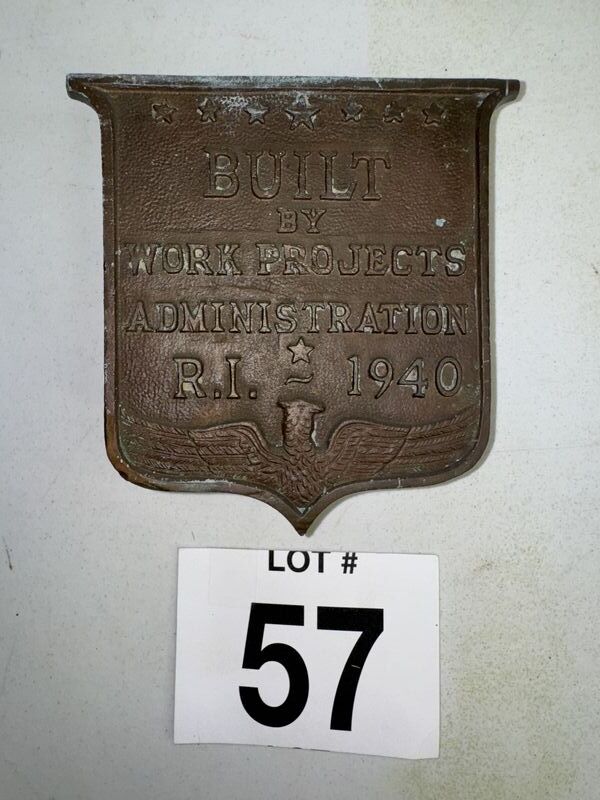 BUILT
BY
WORK PROJECTS
ADMINISTRATION
R.I. ~ 1940
LOT #
57